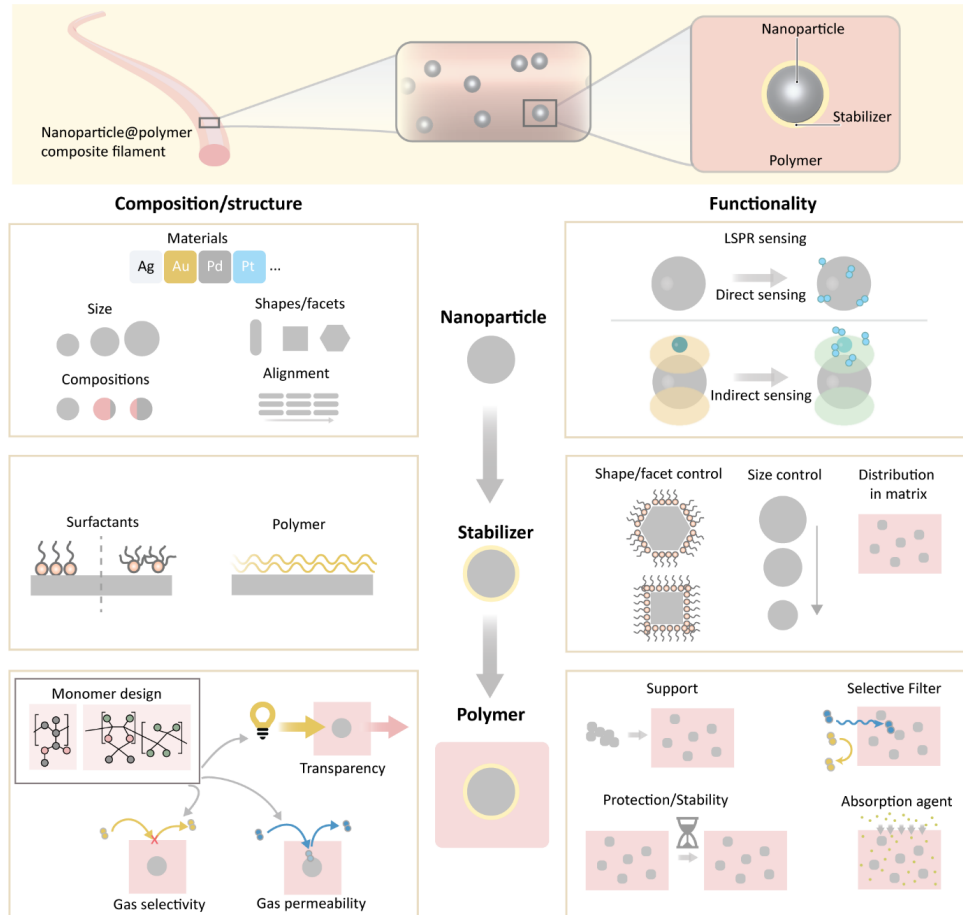 Nanoparticle
Stabilizer
Polymer
Nanoparticle@polymer
composite filament
Composition/structure
Functionality
Materials
Ag Au Pd Pt ...
Size
Shapes/facets
Compositions
Alignment
Nanoparticle
LSPR sensing
Direct sensing
Indirect sensing
Surfactants
Polymer
Stabilizer
Shape/facet control
Size control
Distribution
in matrix
Monomer design
Transparency
Gas selectivity
Gas permeability
Polymer
Support
Selective Filter
Protection/Stability
Absorption agent